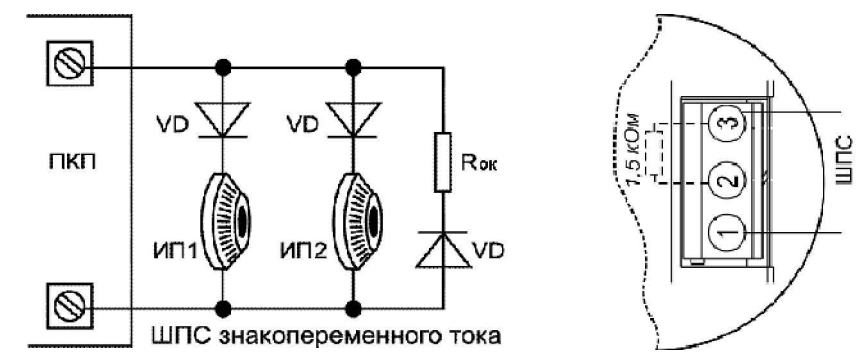 ПКП
VD
ИП1
VD
ИП2
Rок
VD
ШПС знакопеременного тока
1,5 кОм
3
2
1
ШПС